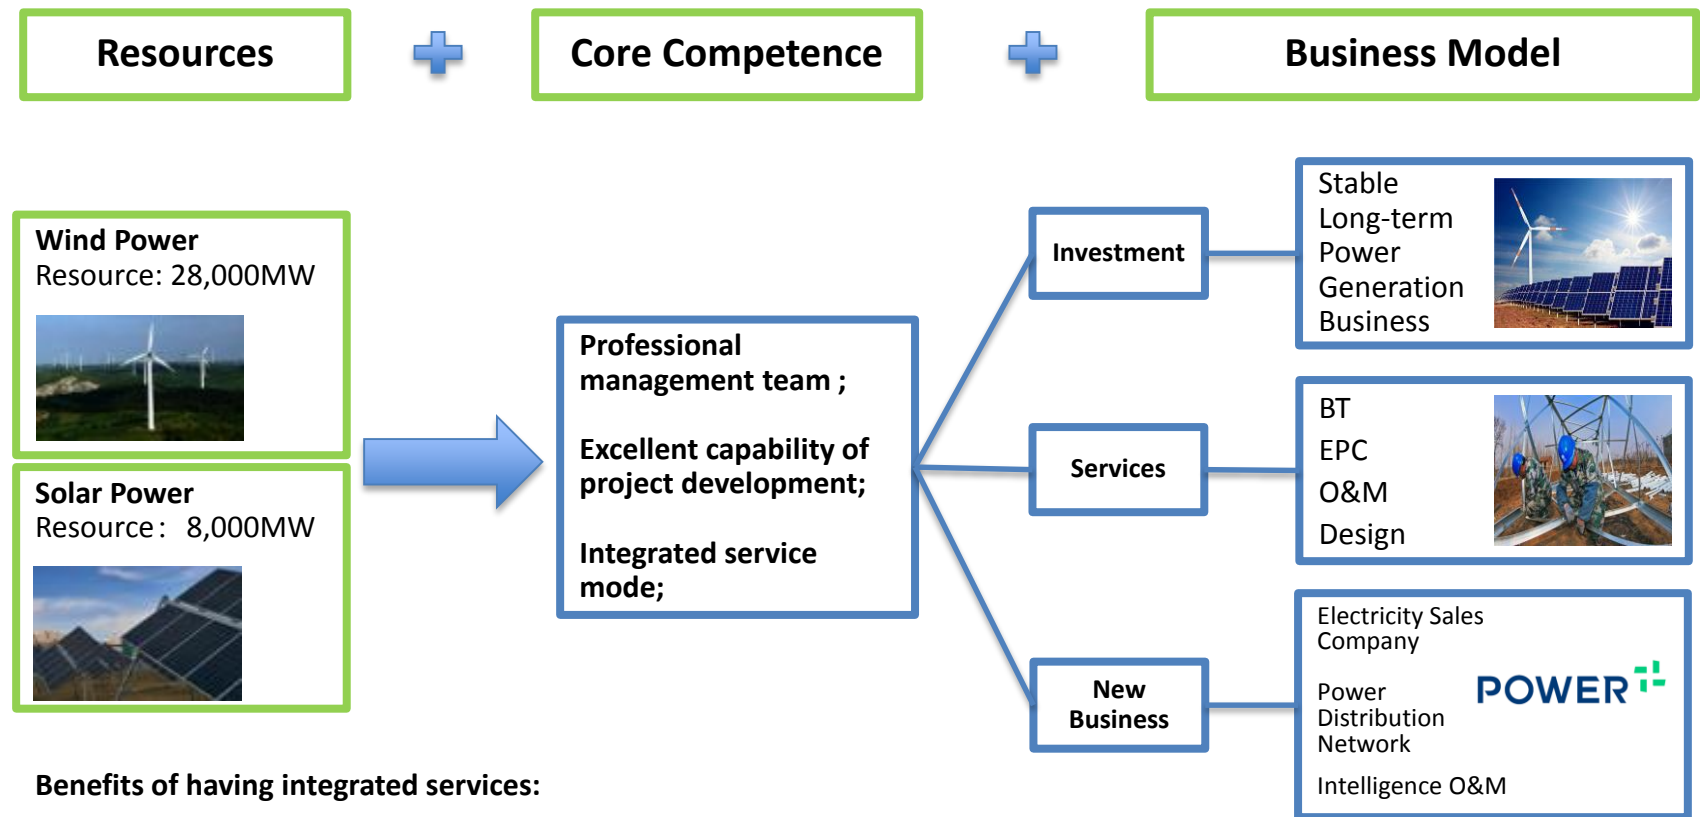 Resources
Core Competence
Business Model
Wind Power
Resource: 28,000MW
Solar Power
Resource： 8,000MW
Professional
management team ;
Excellent capability of
project development;
Integrated service
mode;
Investment
Stable
Long-term
Power
Generation
Business
Services
BT
EPC
O&M
Design
New
Business
Electricity Sales
Company
Power
Distribution
Network
Intelligence O&M
POWER
Benefits of having integrated services: